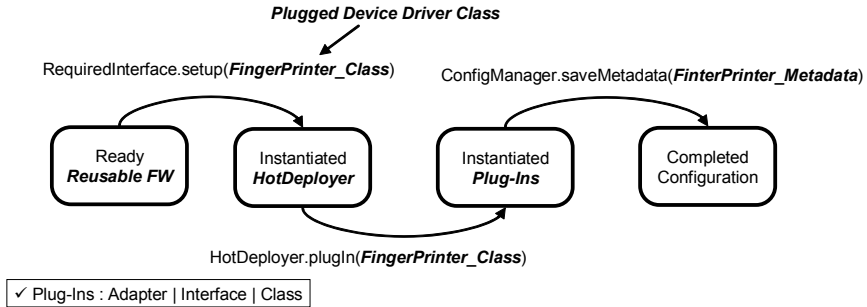 Plugged Device Driver Class
RequiredInterface.setup(FingerPrinter_Class)
ConfigManager.saveMetadata(FinterPrinter_Metadata)
Ready
Reusable FW
Instantiated
HotDeployer
Instantiated
Plug-Ins
Completed
Configuration
HotDeployer.plugIn(FingerPrinter_Class)
✓ Plug-Ins : Adapter | Interface | Class